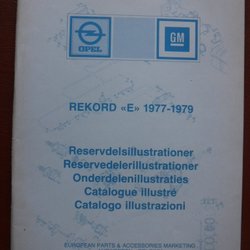 OPEL
GM
REKORD «E» 1977-1979
Reservdelsillustrationer
Reservedelerillustrationer
Onderdelenillustraties
Catalogue illustré
Catalogo illustrazioni
EUROPEAN PARTS & ACCESSORIES MARKETING